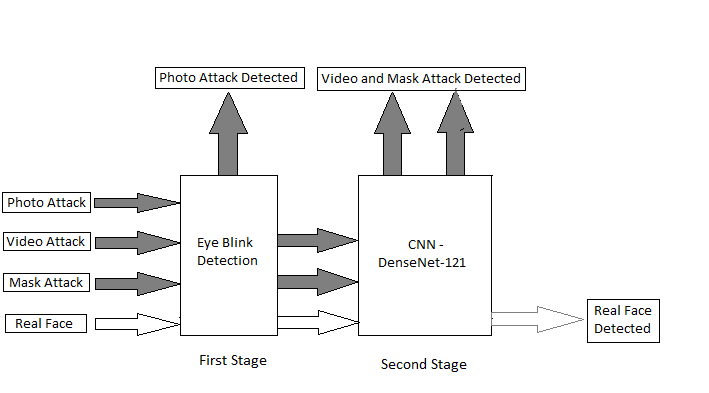 Photo Attack Detected
Video and Mask Attack Detected
Photo Attack
Video Attack
Mask Attack
Real Face
Eye Blink
Detection
CNN -
DenseNet-121
Real Face
Detected
First Stage
Second Stage